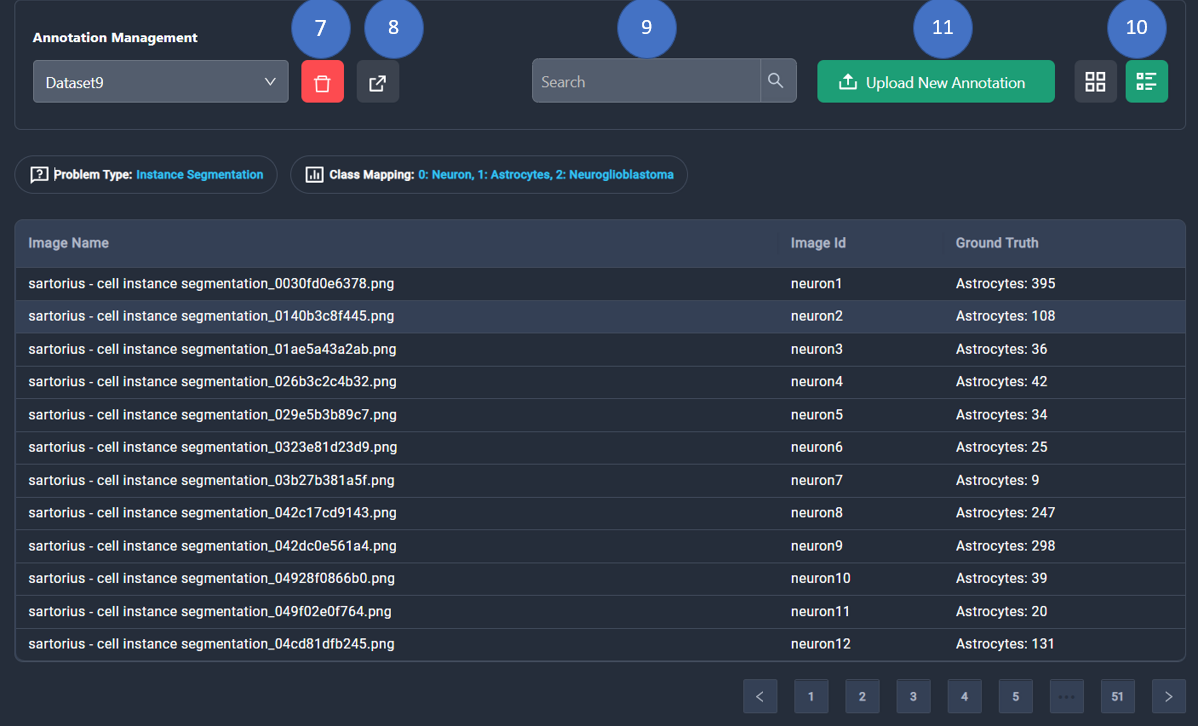 7 8 9 11 10
Annotation Management
Dataset9 Search Upload New Annotation
Problem Type: Instance Segmentation Class Mapping: 0: Neuron, 1: Astrocytes, 2: Neuroglioblastoma
Image Name Image Id Ground Truth
sartorius - cell instance segmentation_0030fd0e6378.png neuron1 Astrocytes: 395
sartorius - cell instance segmentation_0140b3c8f445.png neuron2 Astrocytes: 108
sartorius - cell instance segmentation_01ae5a43a2ab.png neuron3 Astrocytes: 36
sartorius - cell instance segmentation_026b3c2c4b32.png neuron4 Astrocytes: 42
sartorius - cell instance segmentation_029e5b3b89c7.png neuron5 Astrocytes: 34
sartorius - cell instance segmentation_0323e81d23d9.png neuron6 Astrocytes: 25
sartorius - cell instance segmentation_03b27b381a5f.png neuron7 Astrocytes: 9
sartorius - cell instance segmentation_042c17cd9143.png neuron8 Astrocytes: 247
sartorius - cell instance segmentation_042dc0e561a4.png neuron9 Astrocytes: 298
sartorius - cell instance segmentation_04928f0866b0.png neuron10 Astrocytes: 39
sartorius - cell instance segmentation_049f02e0f764.png neuron11 Astrocytes: 20
sartorius - cell instance segmentation_04cd81dfb245.png neuron12 Astrocytes: 131
< 1 2 3 4 5 ••• 51 >